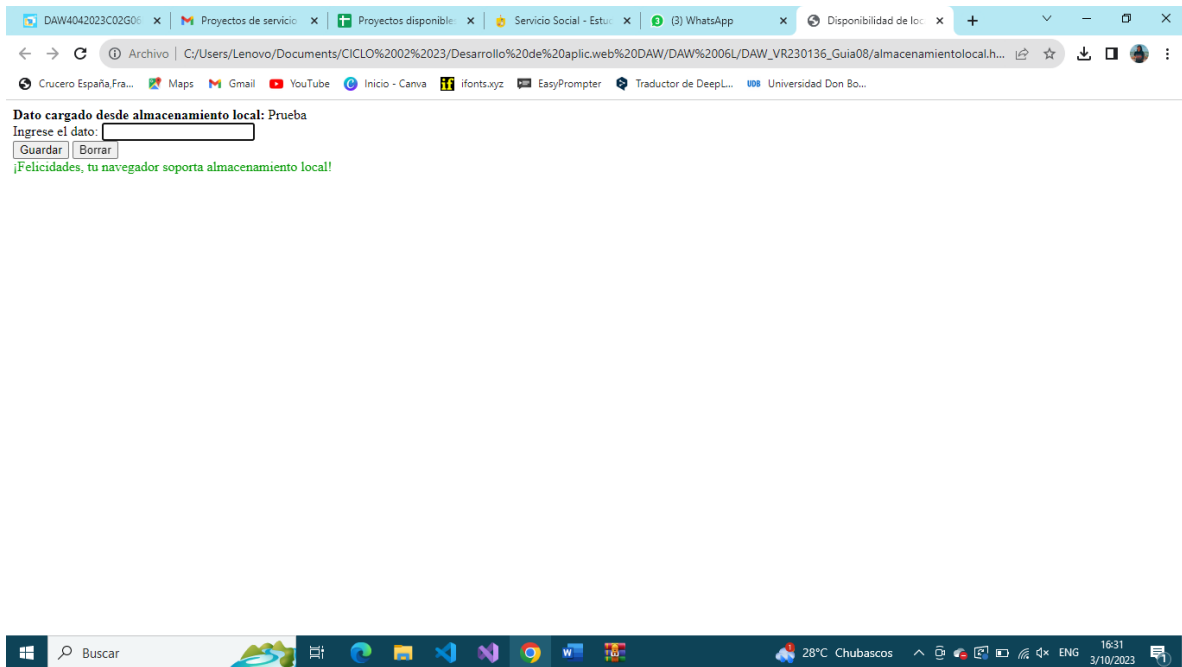 DAW4042023C02G06 Proyectos de servicio Proyectos disponible Servicio Social - Estu (3) WhatsApp Disponibilidad de loc
Archivo C:/Users/Lenovo/Documents/CICLO%2002%2023/Desarrollo%20de%20aplic.web%20DAW/DAW%2006L/DAW_VR230136_Guia08/almacenamientolocal.h...
Crucero España,Fra... Maps Gmail YouTube Inicio - Canva ifonts.xyz EasyPrompter Traductor de DeepL... UDB Universidad Don Bo...
Dato cargado desde almacenamiento local: Prueba
Ingrese el dato:
Guardar Borrar
¡Felicidades, tu navegador soporta almacenamiento local!
Buscar 28°C Chubascos ENG 16:31
3/10/2023